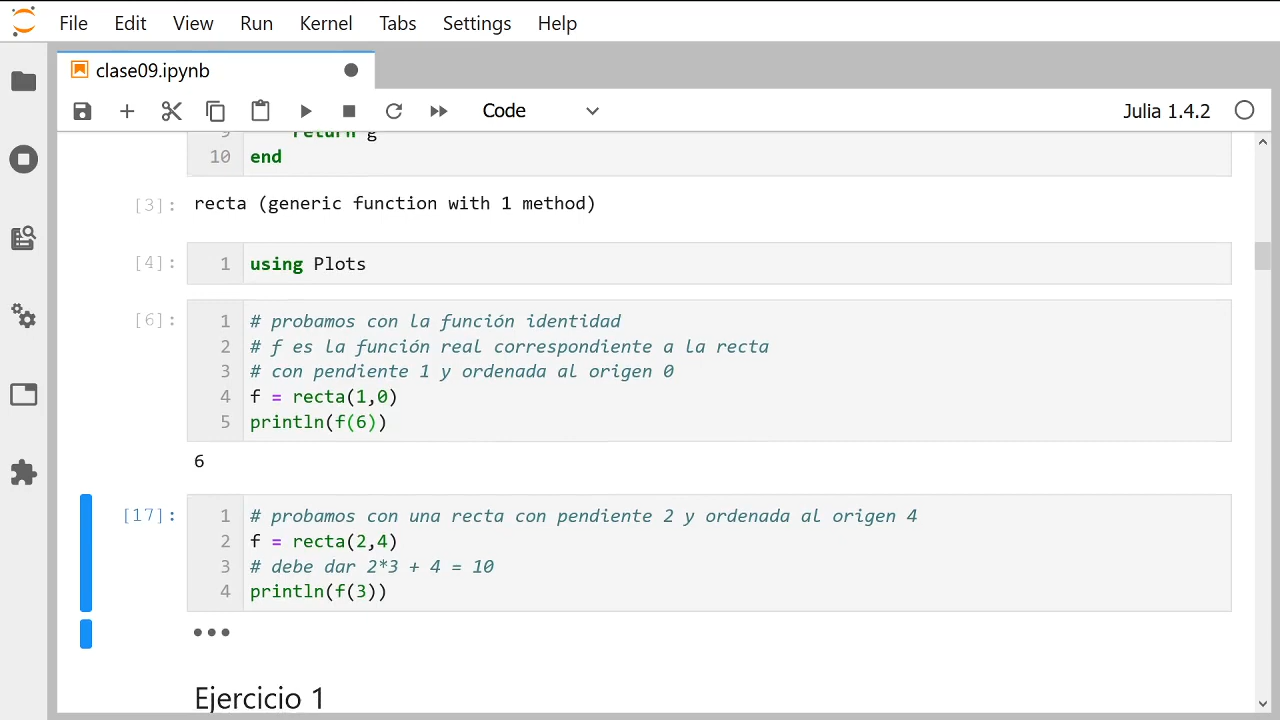 File Edit View Run Kernel Tabs Settings Help
clase09.ipynb
Code
Julia 1.4.2
9 return g
10 end
[3]: recta (generic function with 1 method)
[4]: 1 using Plots
[6]: 1 # probamos con la función identidad
2 # f es la función real correspondiente a la recta
3 # con pendiente 1 y ordenada al origen 0
4 f = recta(1,0)
5 println(f(6))
6
[17]: 1 # probamos con una recta con pendiente 2 y ordenada al origen 4
2 f = recta(2,4)
3 # debe dar 2*3 + 4 = 10
4 println(f(3))
Ejercicio 1